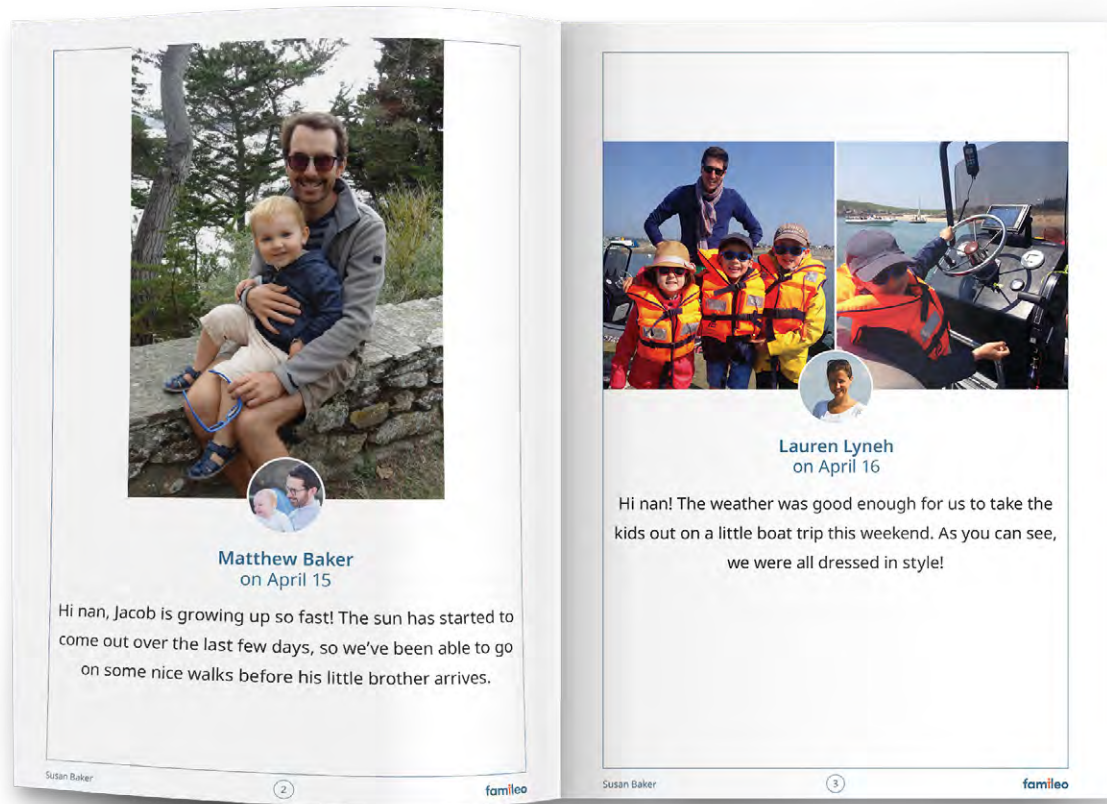 Matthew Baker
on April 15
Hi nan, Jacob is growing up so fast! The sun has started to
come out over the last few days, so we've been able to go
on some nice walks before his little brother arrives.
Susan Baker
2
famileo
Lauren Lyneh
on April 16
Hi nan! The weather was good enough for us to take the
kids out on a little boat trip this weekend. As you can see,
we were all dressed in style!
Susan Baker
3
famileo